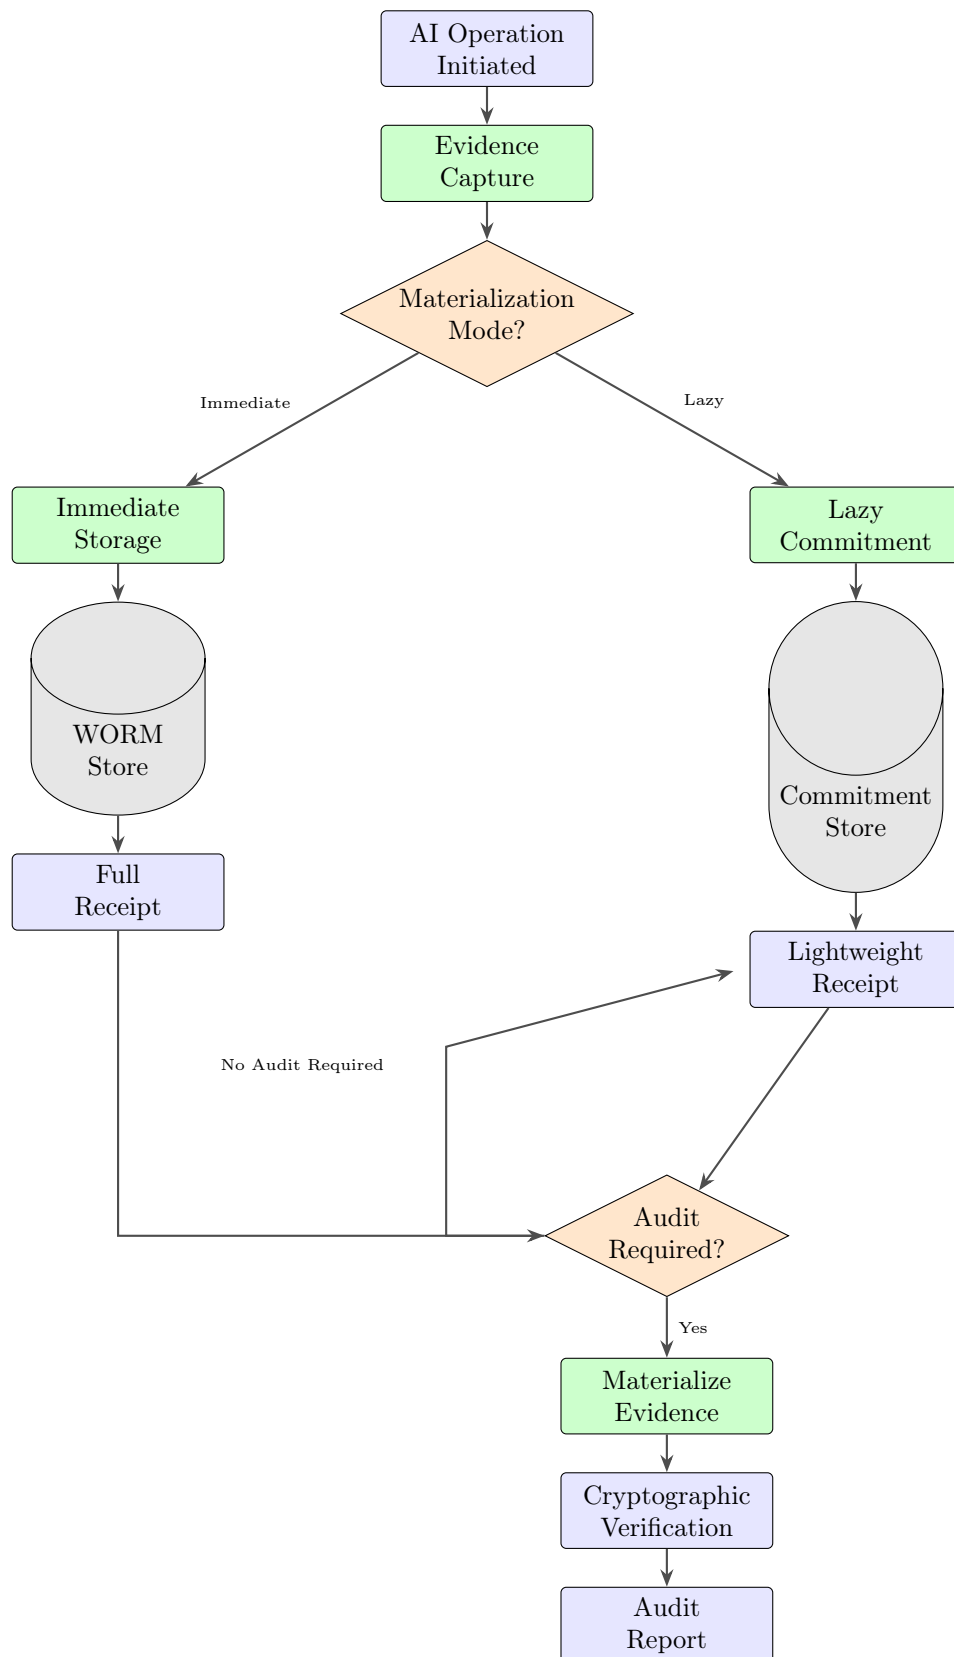 AI Operation
Initiated
Evidence
Capture
Materialization
Mode?
Immediate
Lazy
Immediate
Storage
Lazy
Commitment
WORM
Store
Commitment
Store
Full
Receipt
Lightweight
Receipt
No Audit Required
Audit
Required?
Yes
Materialize
Evidence
Cryptographic
Verification
Audit
Report